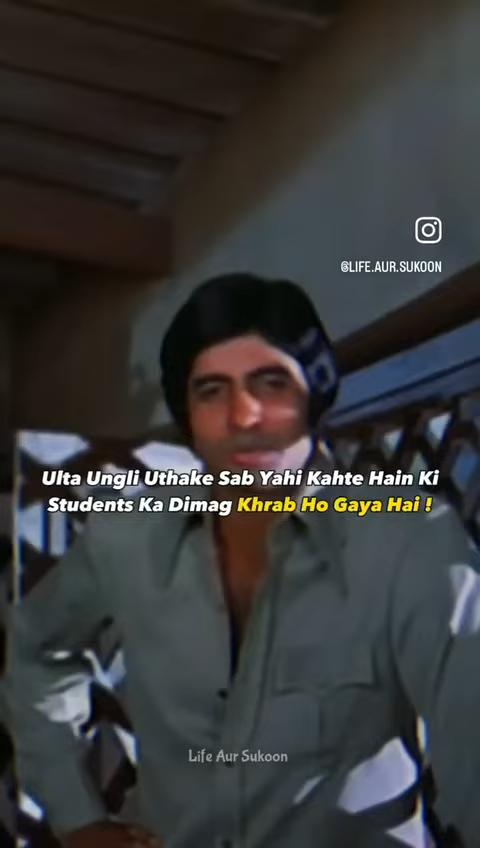 @LIFE.AUR.SUKOON
Ulta Ungli Uthake Sab Yahi Kahte Hain Ki
Students Ka Dimag Khrab Ho Gaya Hai !
Life Aur Sukoon